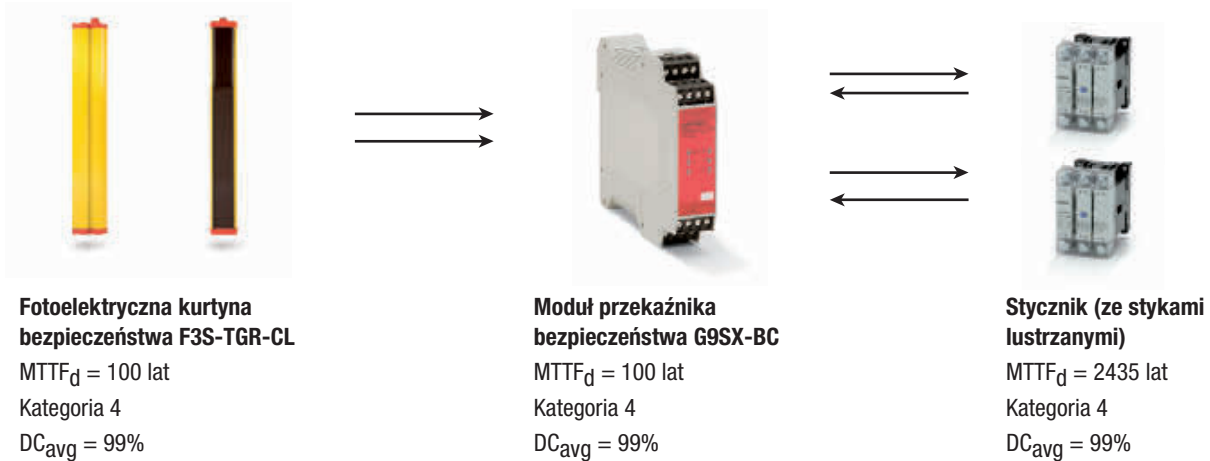 Fotoelektryczna kurtyna
bezpieczeństwa F3S-TGR-CL
MTTFd = 100 lat
Kategoria 4
DCavg = 99%
Moduł przekaźnika
bezpieczeństwa G9SX-BC
MTTFd = 100 lat
Kategoria 4
DCavg = 99%
Stycznik (ze stykami
lustrzanymi)
MTTFd = 2435 lat
Kategoria 4
DCavg = 99%